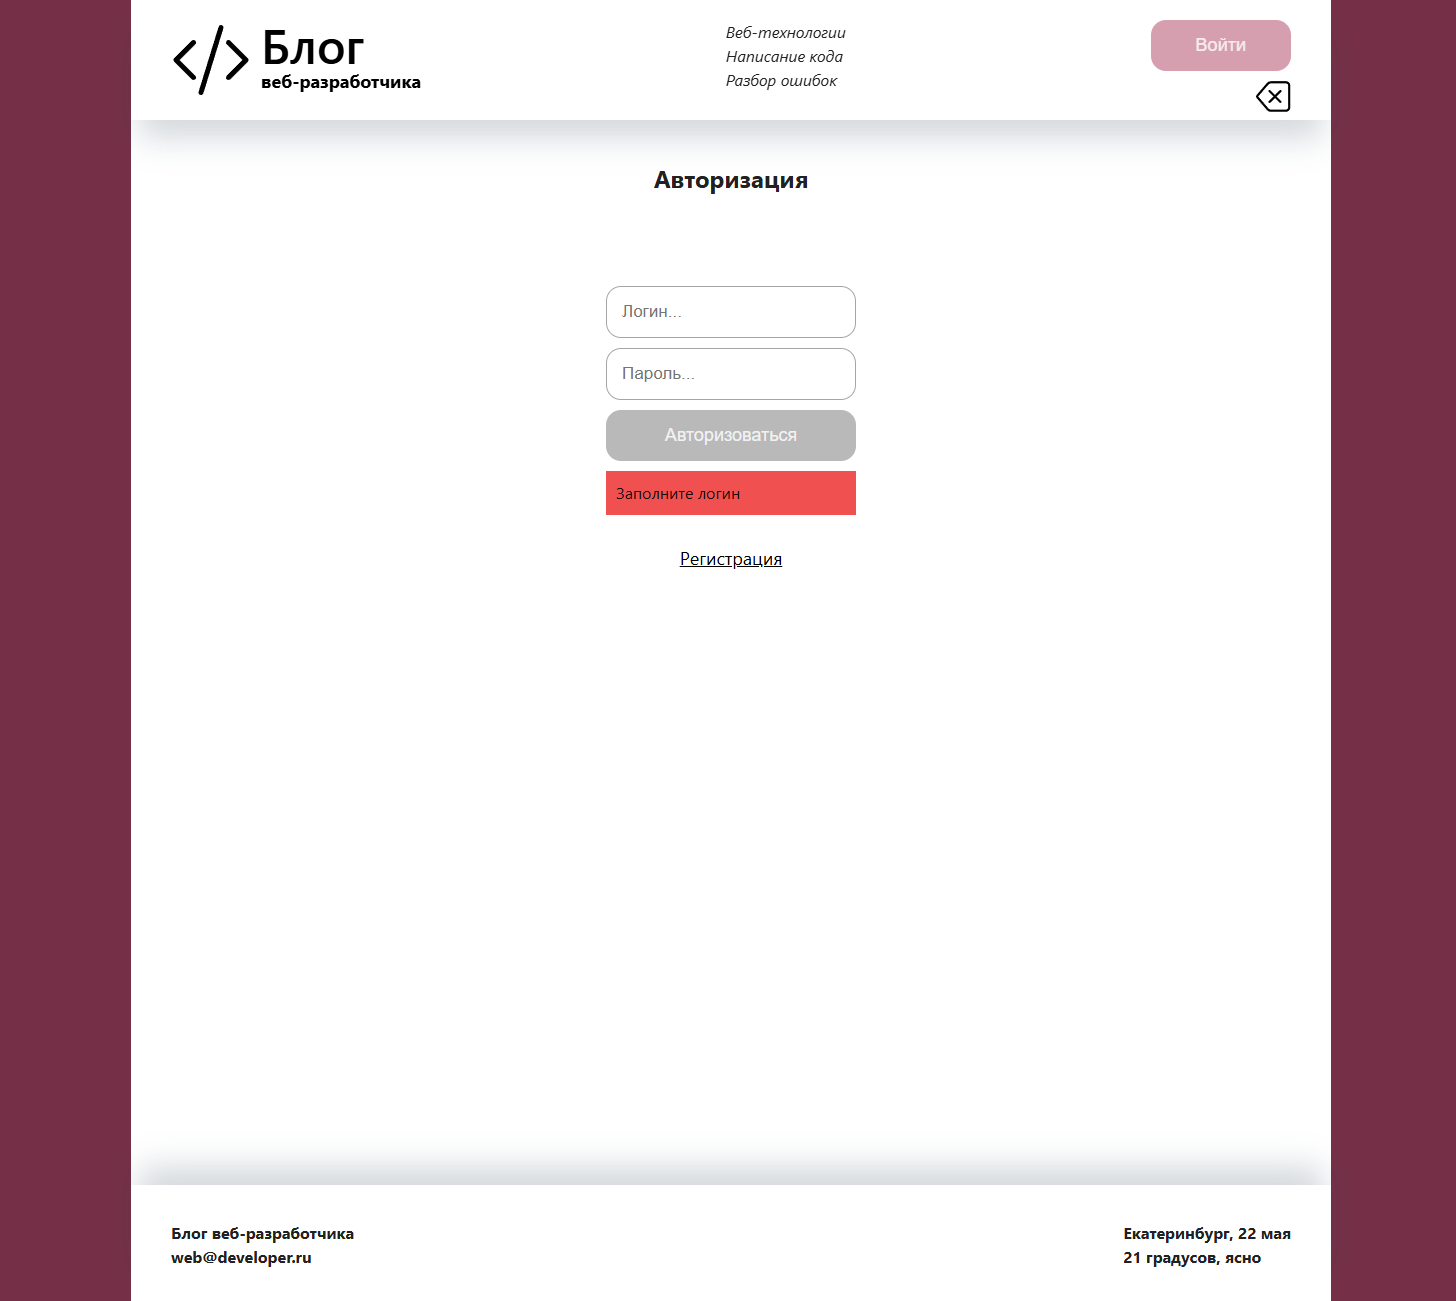 Блог
веб-разработчика
Веб-технологии
Написание кода
Разбор ошибок
Войти
Авторизация
Логин...
Пароль...
Авторизоваться
Заполните логин
Регистрация
Блог веб-разработчика
web@developer.ru
Екатеринбург, 22 мая
21 градусов, ясно